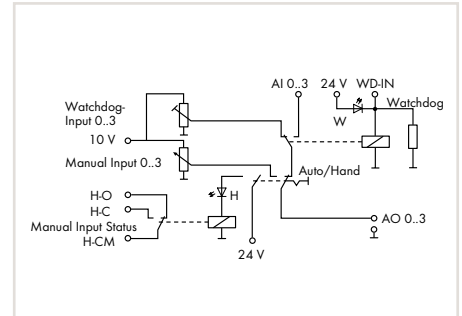 AI 0..3 24 V WD-IN
Watchdog-
Input 0..3
Watchdog
W
10 V
Manual Input 0..3
Auto/Hand
H
H-O
H-C
Manual Input Status
H-CM
AO 0..3
24 V